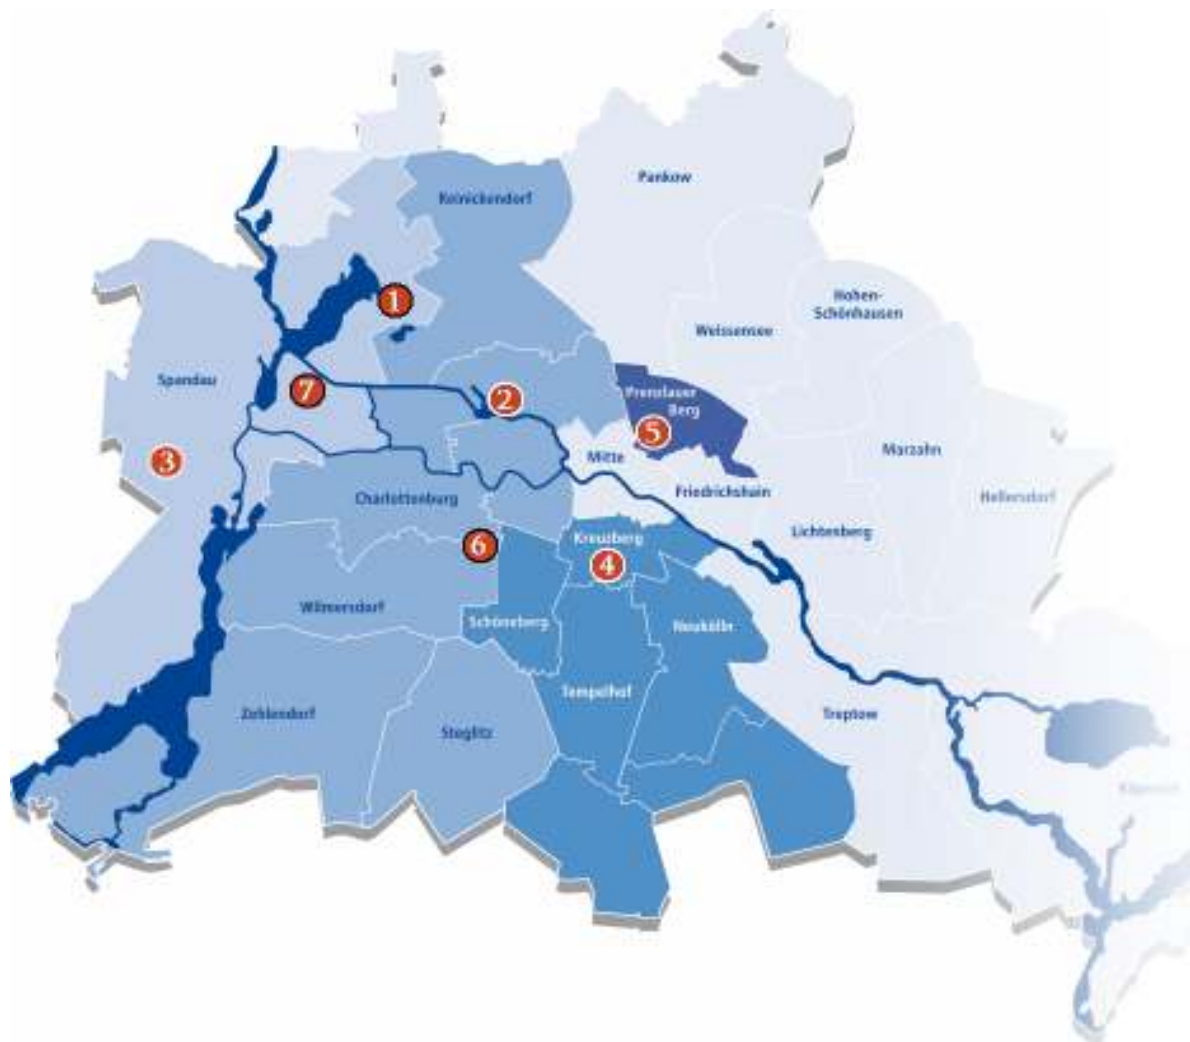 Pankow
Reinickendorf
Hohen-
Schönhausen
1
Weissensee
Spandau
7
2
Prenzlauer
Berg
5
3
Mitte
Marzahn
Charlottenburg
Friedrichshain
Hellersdorf
Lichtenberg
6
Kreuzberg
4
Wilmersdorf
Schöneberg
Neukölln
Tempelhof
Zehlendorf
Treptow
Steglitz